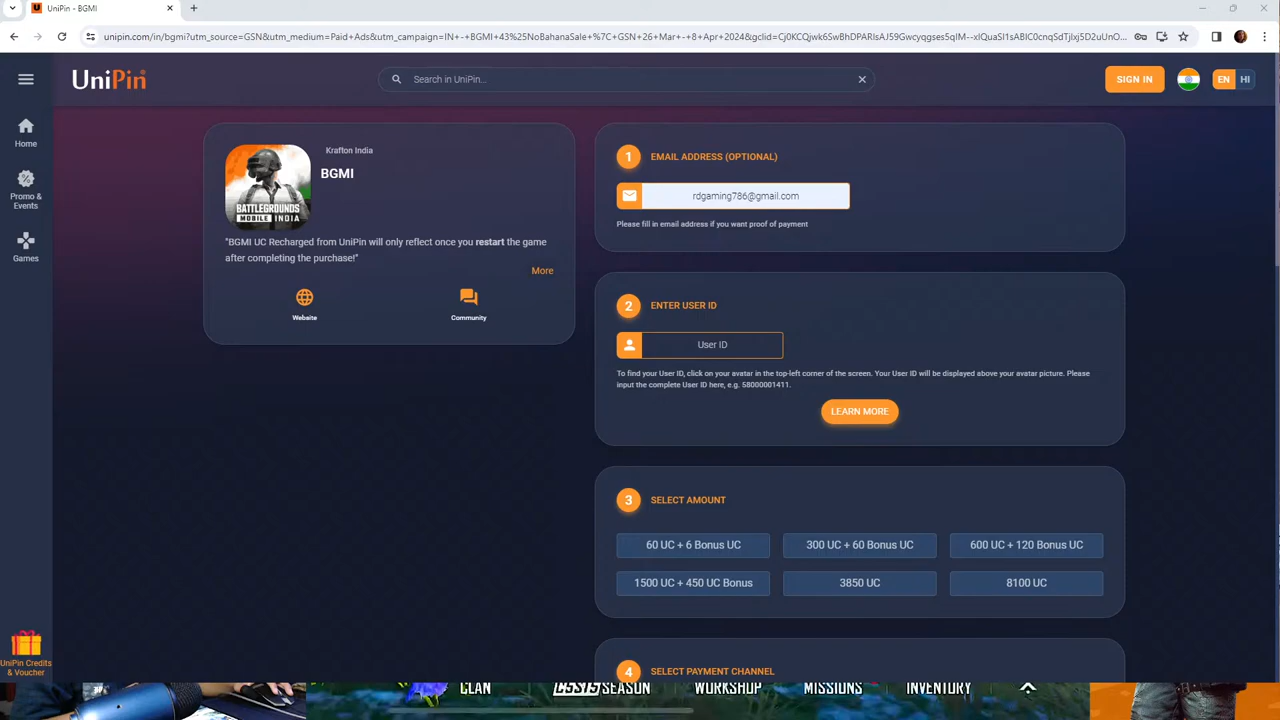 UniPin - BGMI
unipin.com/in/bgmi?utm_source=GSN&utm_medium=Paid+Ads&utm_campaign=IN+-+BGMI+43%25NoBahanaSale+%7C+GSN+26+Mar+-+8+Apr+2024&gclid=
UniPin
Search in UniPin...
SIGN IN
EN HI
Home
Promo &
Events
Games
UniPin Credits
& Voucher
BATTLEGROUNDS
MOBILE INDIA
Krafton India
BGMI
"BGMI UC Recharged from UniPin will only reflect once you restart the game
after completing the purchase!"
More
Website
Community
1 EMAIL ADDRESS (OPTIONAL)
rdgaming786@gmail.com
Please fill in email address if you want proof of payment
2 ENTER USER ID
User ID
To find your User ID, click on your avatar in the top-left corner of the screen. Your User ID will be displayed above your avatar picture. Please
input the complete User ID here, e.g. 58000001411.
LEARN MORE
3 SELECT AMOUNT
60 UC + 6 Bonus UC
300 UC + 60 Bonus UC
600 UC + 120 Bonus UC
1500 UC + 450 UC Bonus
3850 UC
8100 UC
4 SELECT PAYMENT CHANNEL
CLAN
C5S15 SEASON
WORKSHOP
MISSIONS
INVENTORY